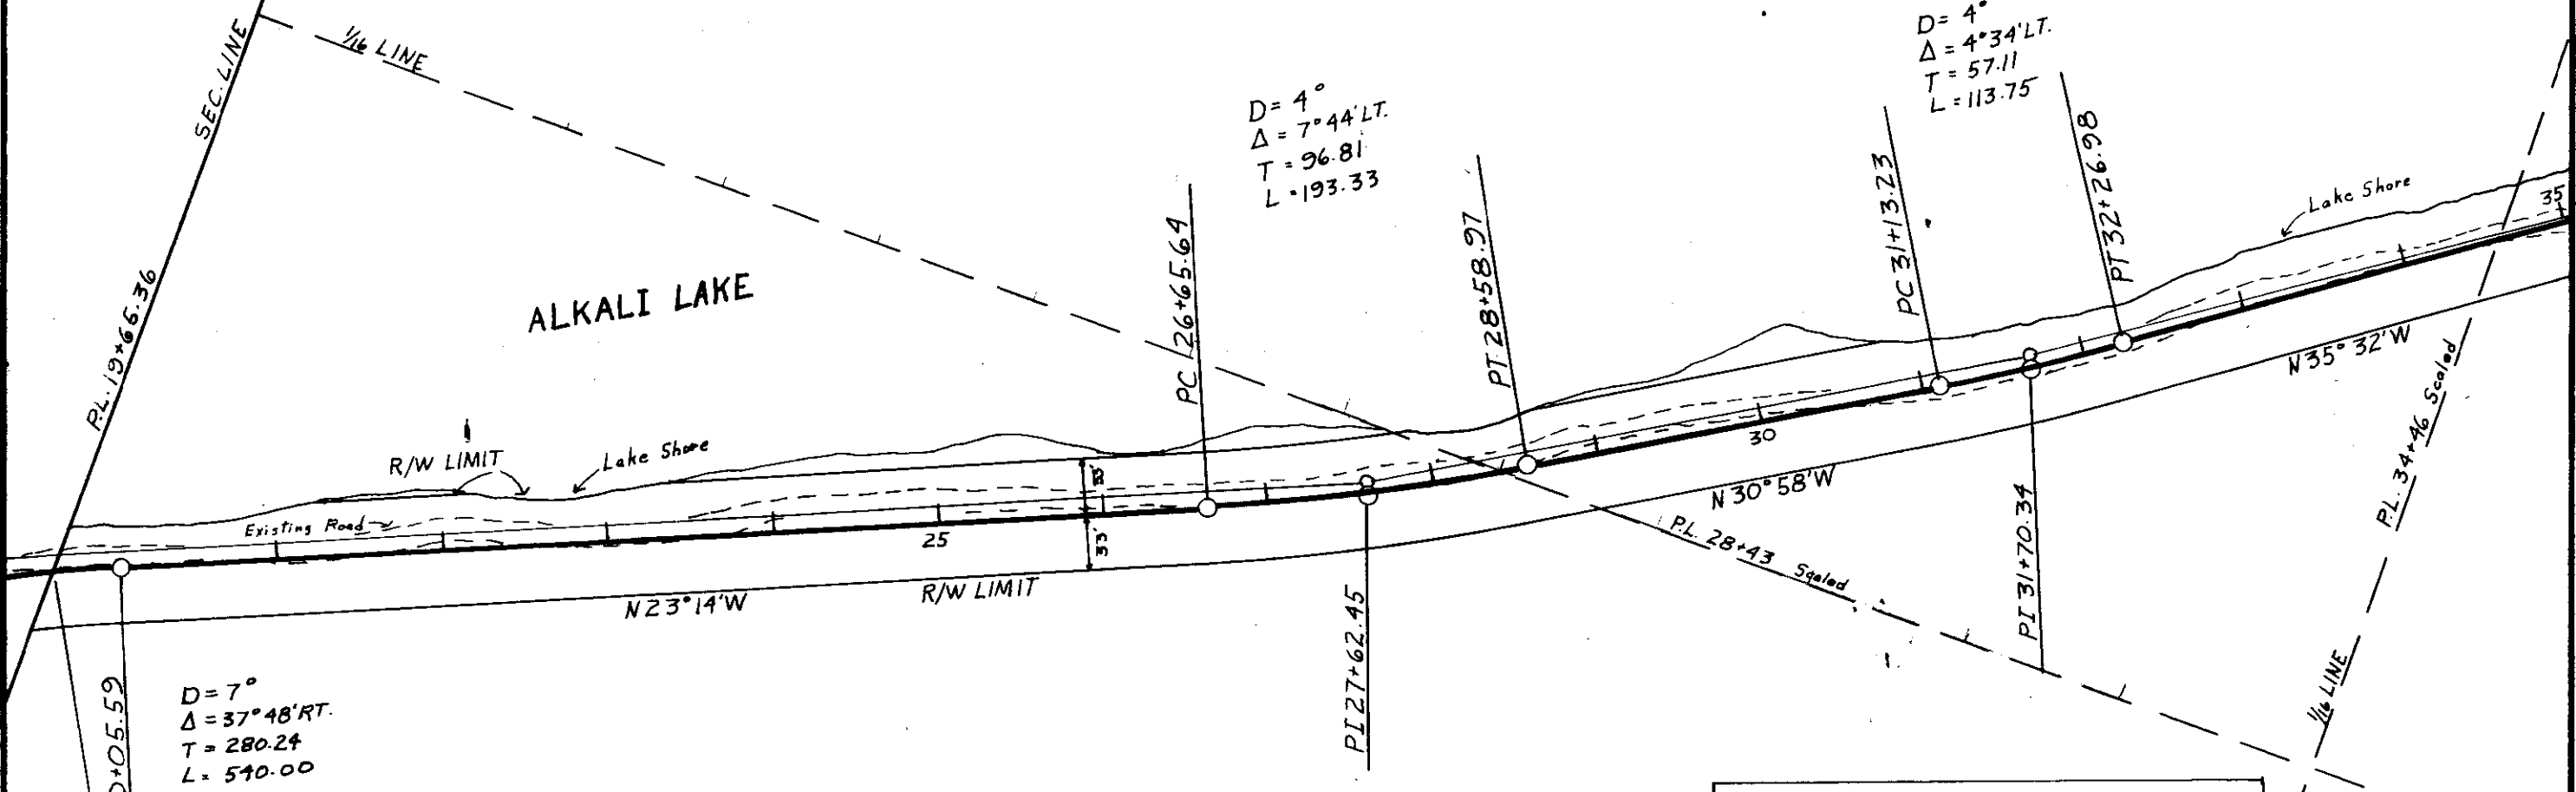 SEC. LINE
1/16 LINE
D= 4°
Δ = 4°34' LT.
T = 57.11
L = 113.75
D= 4°
Δ = 7°44' LT.
T = 96.81
L = 193.33
P.L. 19+66.36
ALKALI LAKE
PC 26+65.64
PT 28+58.97
PC 31+13.23
PT 32+26.98
Lake Shore
35
R/W LIMIT
Lake Shore
Existing Road
33'
25
30
N 23°14'W
R/W LIMIT
N 30°58'W
N 35° 32'W
P.L. 28+43 Scaled
P.L. 34+46 Scaled
PI 27+62.45
PI 31+70.34
1/16 LINE
0+05.59
D= 7°
Δ = 37°48' RT.
T = 280.24
L = 540.00